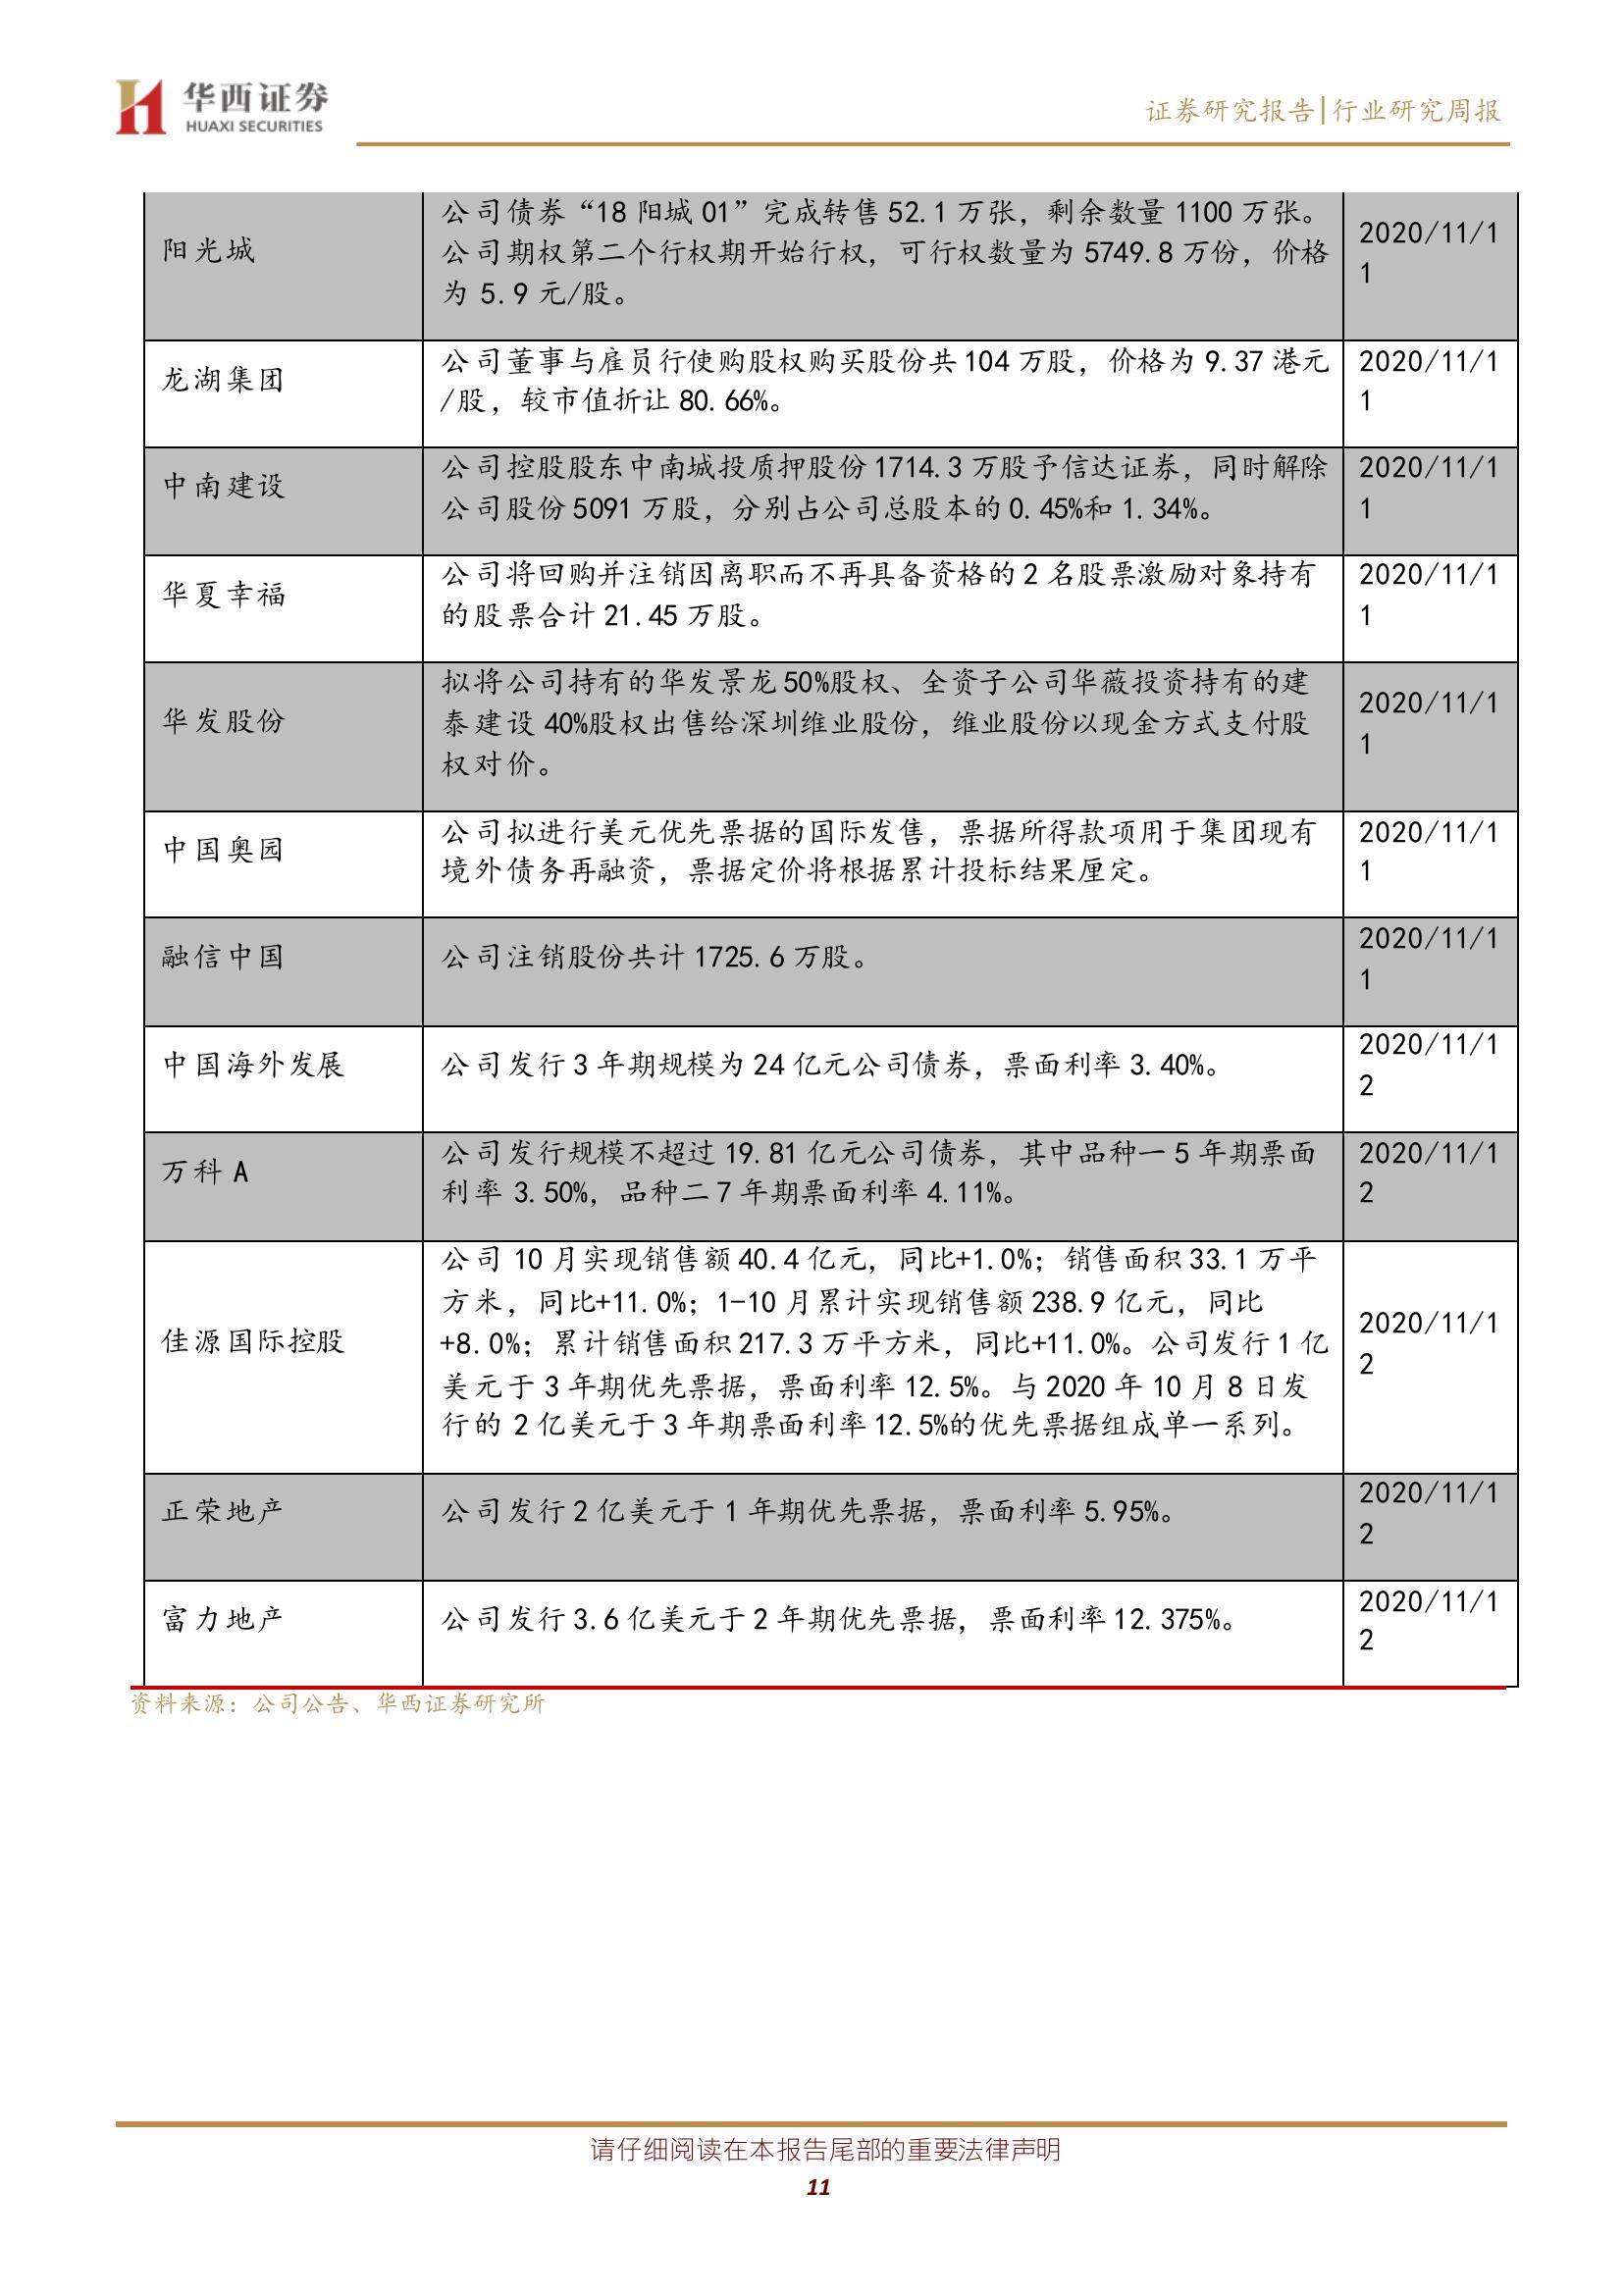 华西证券
HUAXI SECURITIES
证券研究报告|行业研究周报
阳光城
公司债券“18 阳城 01”完成转售 52.1 万张，剩余数量 1100 万张。
公司期权第二个行权期开始行权，可行权数量为 5749.8 万份，价格
为 5.9 元/股。
2020/11/1
1
龙湖集团
公司董事与雇员行使购股权购买股份共 104 万股，价格为 9.37 港元
/股，较市值折让 80.66%。
2020/11/1
1
中南建设
公司控股股东中南城投质押股份 1714.3 万股予信达证券，同时解除
公司股份 5091 万股，分别占公司总股本的 0.45%和 1.34%。
2020/11/1
1
华夏幸福
公司将回购并注销因离职而不再具备资格的 2 名股票激励对象持有
的股票合计 21.45 万股。
2020/11/1
1
华发股份
拟将公司持有的华发景龙 50%股权、全资子公司华薇投资持有的建
泰建设 40%股权出售给深圳维业股份，维业股份以现金方式支付股
权对价。
2020/11/1
1
中国奥园
公司拟进行美元优先票据的国际发售，票据所得款项用于集团现有
境外债务再融资，票据定价将根据累计投标结果厘定。
2020/11/1
1
融信中国
公司注销股份共计 1725.6 万股。
2020/11/1
1
中国海外发展
公司发行 3 年期规模为 24 亿元公司债券，票面利率 3.40%。
2020/11/1
2
万科 A
公司发行规模不超过 19.81 亿元公司债券，其中品种一 5 年期票面
利率 3.50%，品种二 7 年期票面利率 4.11%。
2020/11/1
2
佳源国际控股
公司 10 月实现销售额 40.4 亿元，同比+1.0%；销售面积 33.1 万平
方米，同比+11.0%；1-10 月累计实现销售额 238.9 亿元，同比
+8.0%；累计销售面积 217.3 万平方米，同比+11.0%。公司发行 1 亿
美元于 3 年期优先票据，票面利率 12.5%。与 2020 年 10 月 8 日发
行的 2 亿美元于 3 年期票面利率 12.5%的优先票据组成单一系列。
2020/11/1
2
正荣地产
公司发行 2 亿美元于 1 年期优先票据，票面利率 5.95%。
2020/11/1
2
富力地产
公司发行 3.6 亿美元于 2 年期优先票据，票面利率 12.375%。
2020/11/1
2
资料来源：公司公告、华西证券研究所
请仔细阅读在本报告尾部的重要法律声明
11